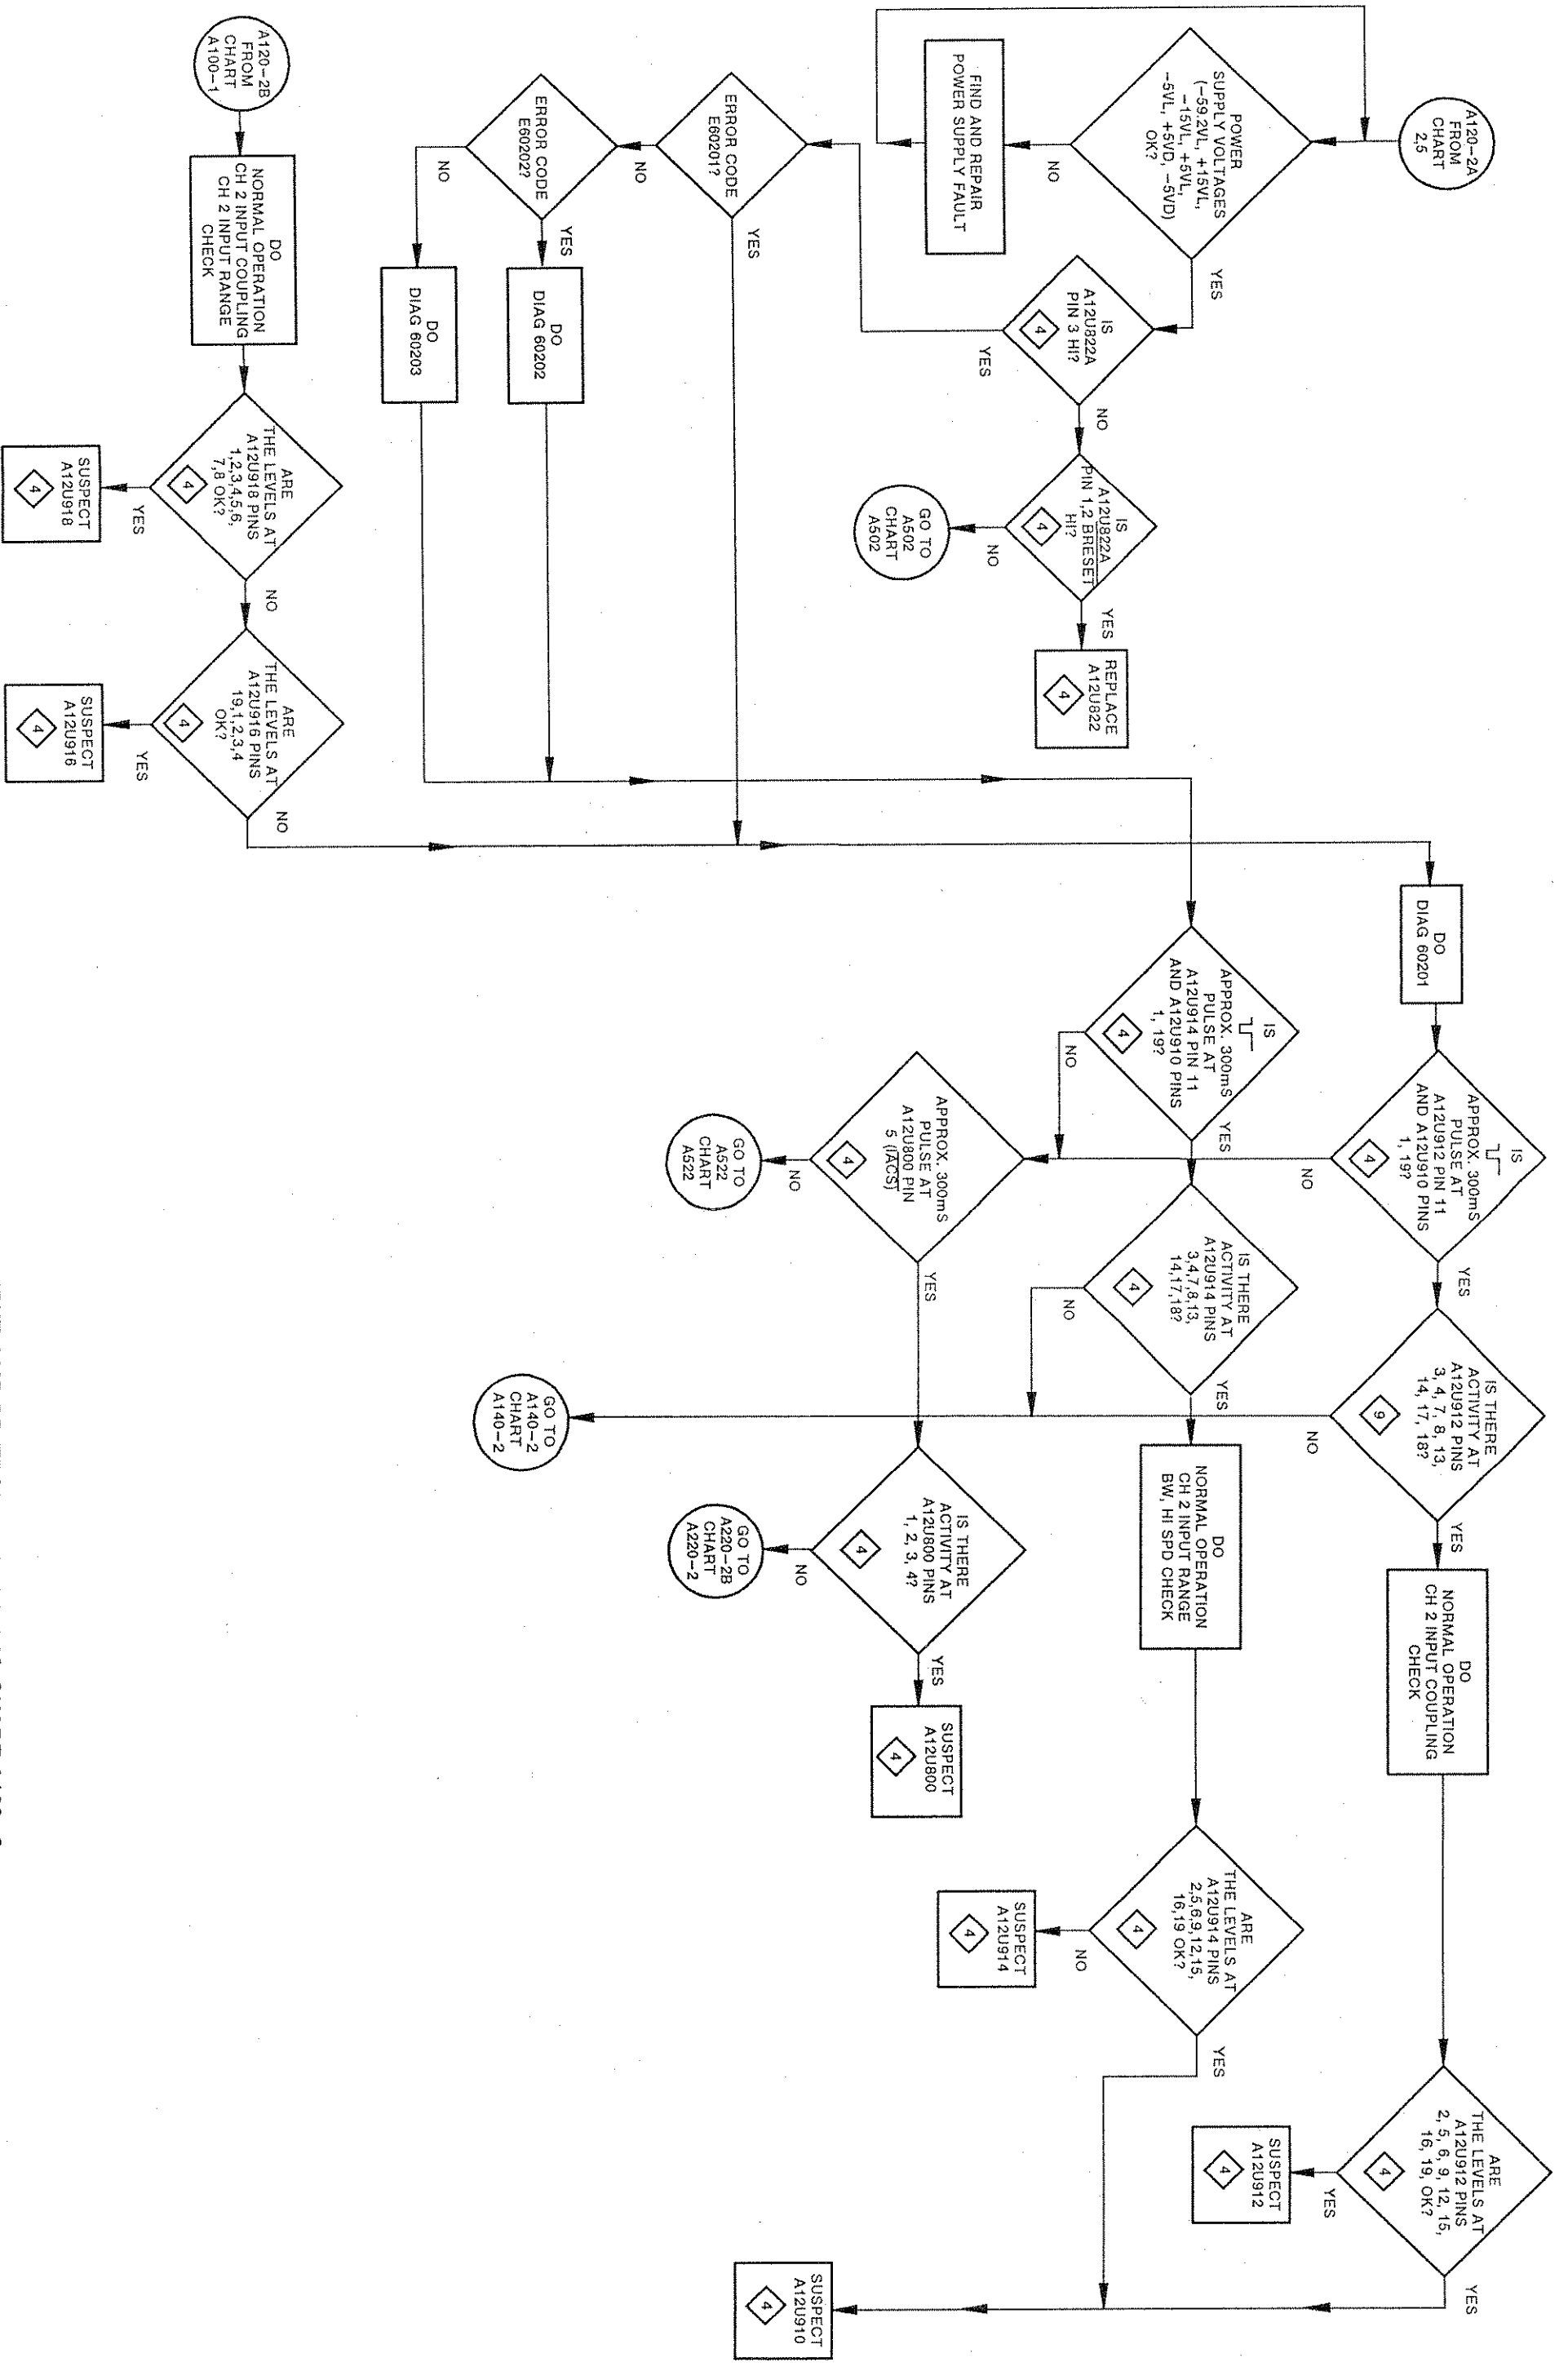 A120-2A
FROM
CHART
2,5
POWER
SUPPLY VOLTAGES
(-59.2VL, +15VL,
-15VL, +5VL,
-5VL, +5VD, -5VD)
OK?
NO
YES
FIND AND REPAIR
POWER SUPPLY FAULT
IS
A12U822A
PIN 3 HI?
4
YES
NO
IS
A12U822A
PIN 1,2 BRESET
HI?
4
NO
YES
GO TO
A502
CHART
A502
REPLACE
A12U822
4
ERROR CODE
E60201?
NO
YES
ERROR CODE
E60202?
NO
YES
DO
DIAG 60202
DO
DIAG 60203
A120-2B
FROM
CHART
A100-1
DO
NORMAL OPERATION
CH 2 INPUT COUPLING
CH 2 INPUT RANGE
CHECK
ARE
THE LEVELS AT
A12U918 PINS
1,2,3,4,5,6,
7,8 OK?
4
YES
NO
SUSPECT
A12U918
4
ARE
THE LEVELS AT
A12U916 PINS
19,1,2,3,4
OK?
4
YES
NO
SUSPECT
A12U916
4
DO
DIAG 60201
IS
APPROX. 300mS
PULSE AT
A12U912 PIN 11
AND A12U910 PINS
1, 19?
4
NO
YES
IS THERE
ACTIVITY AT
A12U912 PINS
3, 4, 7, 8, 13,
14, 17, 18?
9
NO
YES
DO
NORMAL OPERATION
CH 2 INPUT COUPLING
CHECK
ARE
THE LEVELS AT
A12U912 PINS
2, 5, 6, 9, 12, 15,
16, 19, OK?
4
YES
YES
SUSPECT
A12U912
4
IS
APPROX. 300mS
PULSE AT
A12U914 PIN 11
AND A12U910 PINS
1, 19?
4
NO
YES
IS THERE
ACTIVITY AT
A12U914 PINS
3,4,7,8,13,
14,17,18?
4
NO
YES
DO
NORMAL OPERATION
CH 2 INPUT RANGE
BW, HI SPD CHECK
ARE
THE LEVELS AT
A12U914 PINS
2,5,6,9,12,15,
16,19 OK?
4
NO
YES
SUSPECT
A12U914
4
APPROX. 300mS
PULSE AT
A12U800 PIN
5 (IACS)
4
NO
YES
GO TO
A522
CHART
A522
GO TO
A140-2
CHART
A140-2
IS THERE
ACTIVITY AT
A12U800 PINS
1, 2, 3, 4?
4
NO
YES
GO TO
A220-2B
CHART
A220-2
SUSPECT
A12U800
4
SUSPECT
A12U910
4